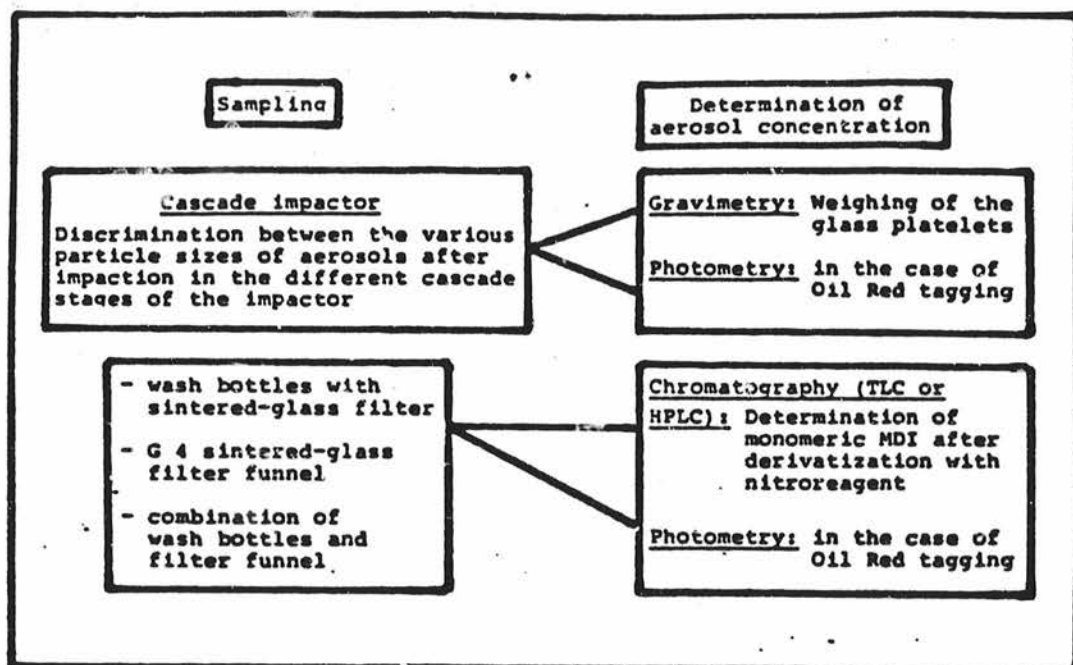 Sampling
Determination of
aerosol concentration
Cascade impactor
Discrimination between the various
particle sizes of aerosols after
impaction in the different cascade
stages of the impactor
Gravimetry: Weighing of the
glass platelets
Photometry: in the case of
Oil Red tagging
- wash bottles with
sintered-glass filter
- G 4 sintered-glass
filter funnel
- combination of
wash bottles and
filter funnel
Chromatography (TLC or
HPLC): Determination of
monomeric MDI after
derivatization with
nitroreagent
Photometry: in the case of
Oil Red tagging